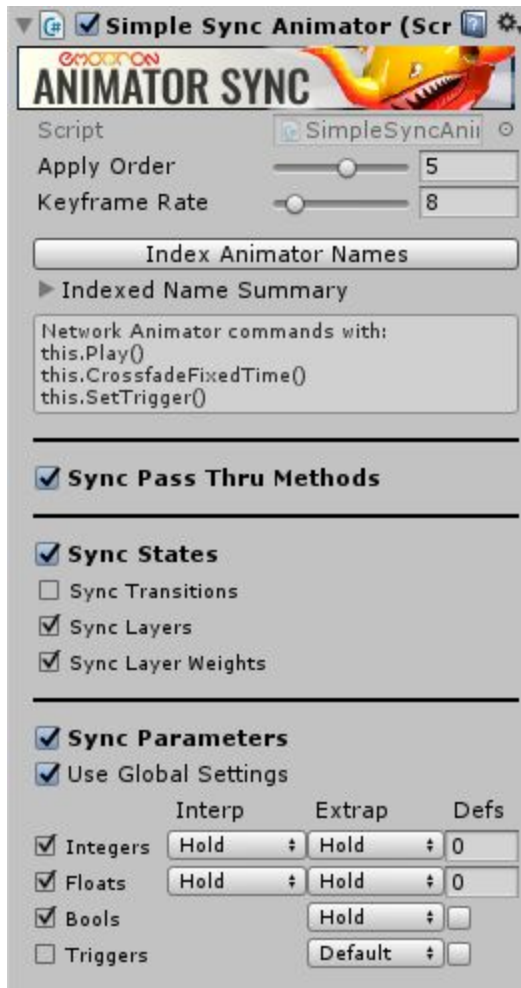 Simple Sync Animator (Scr
emotitron
ANIMATOR SYNC
Script SimpleSyncAni
Apply Order 5
Keyframe Rate 8
Index Animator Names
Indexed Name Summary
Network Animator commands with:
this.Play()
this.CrossfadeFixedTime()
this.SetTrigger()
Sync Pass Thru Methods
Sync States
Sync Transitions
Sync Layers
Sync Layer Weights
Sync Parameters
Use Global Settings
Interp Extrap Defs
Integers Hold Hold 0
Floats Hold Hold 0
Bools Hold
Triggers Default